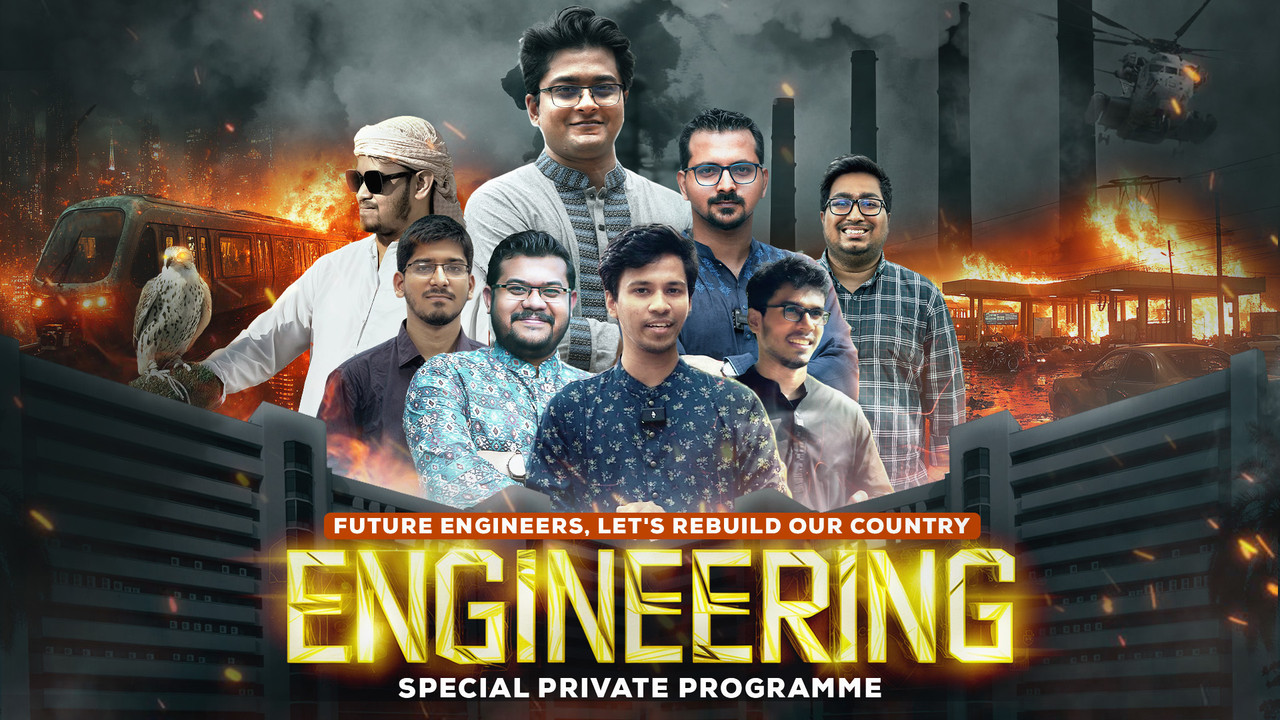 FUTURE ENGINEERS, LET'S REBUILD OUR COUNTRY
ENGINEERING
SPECIAL PRIVATE PROGRAMME